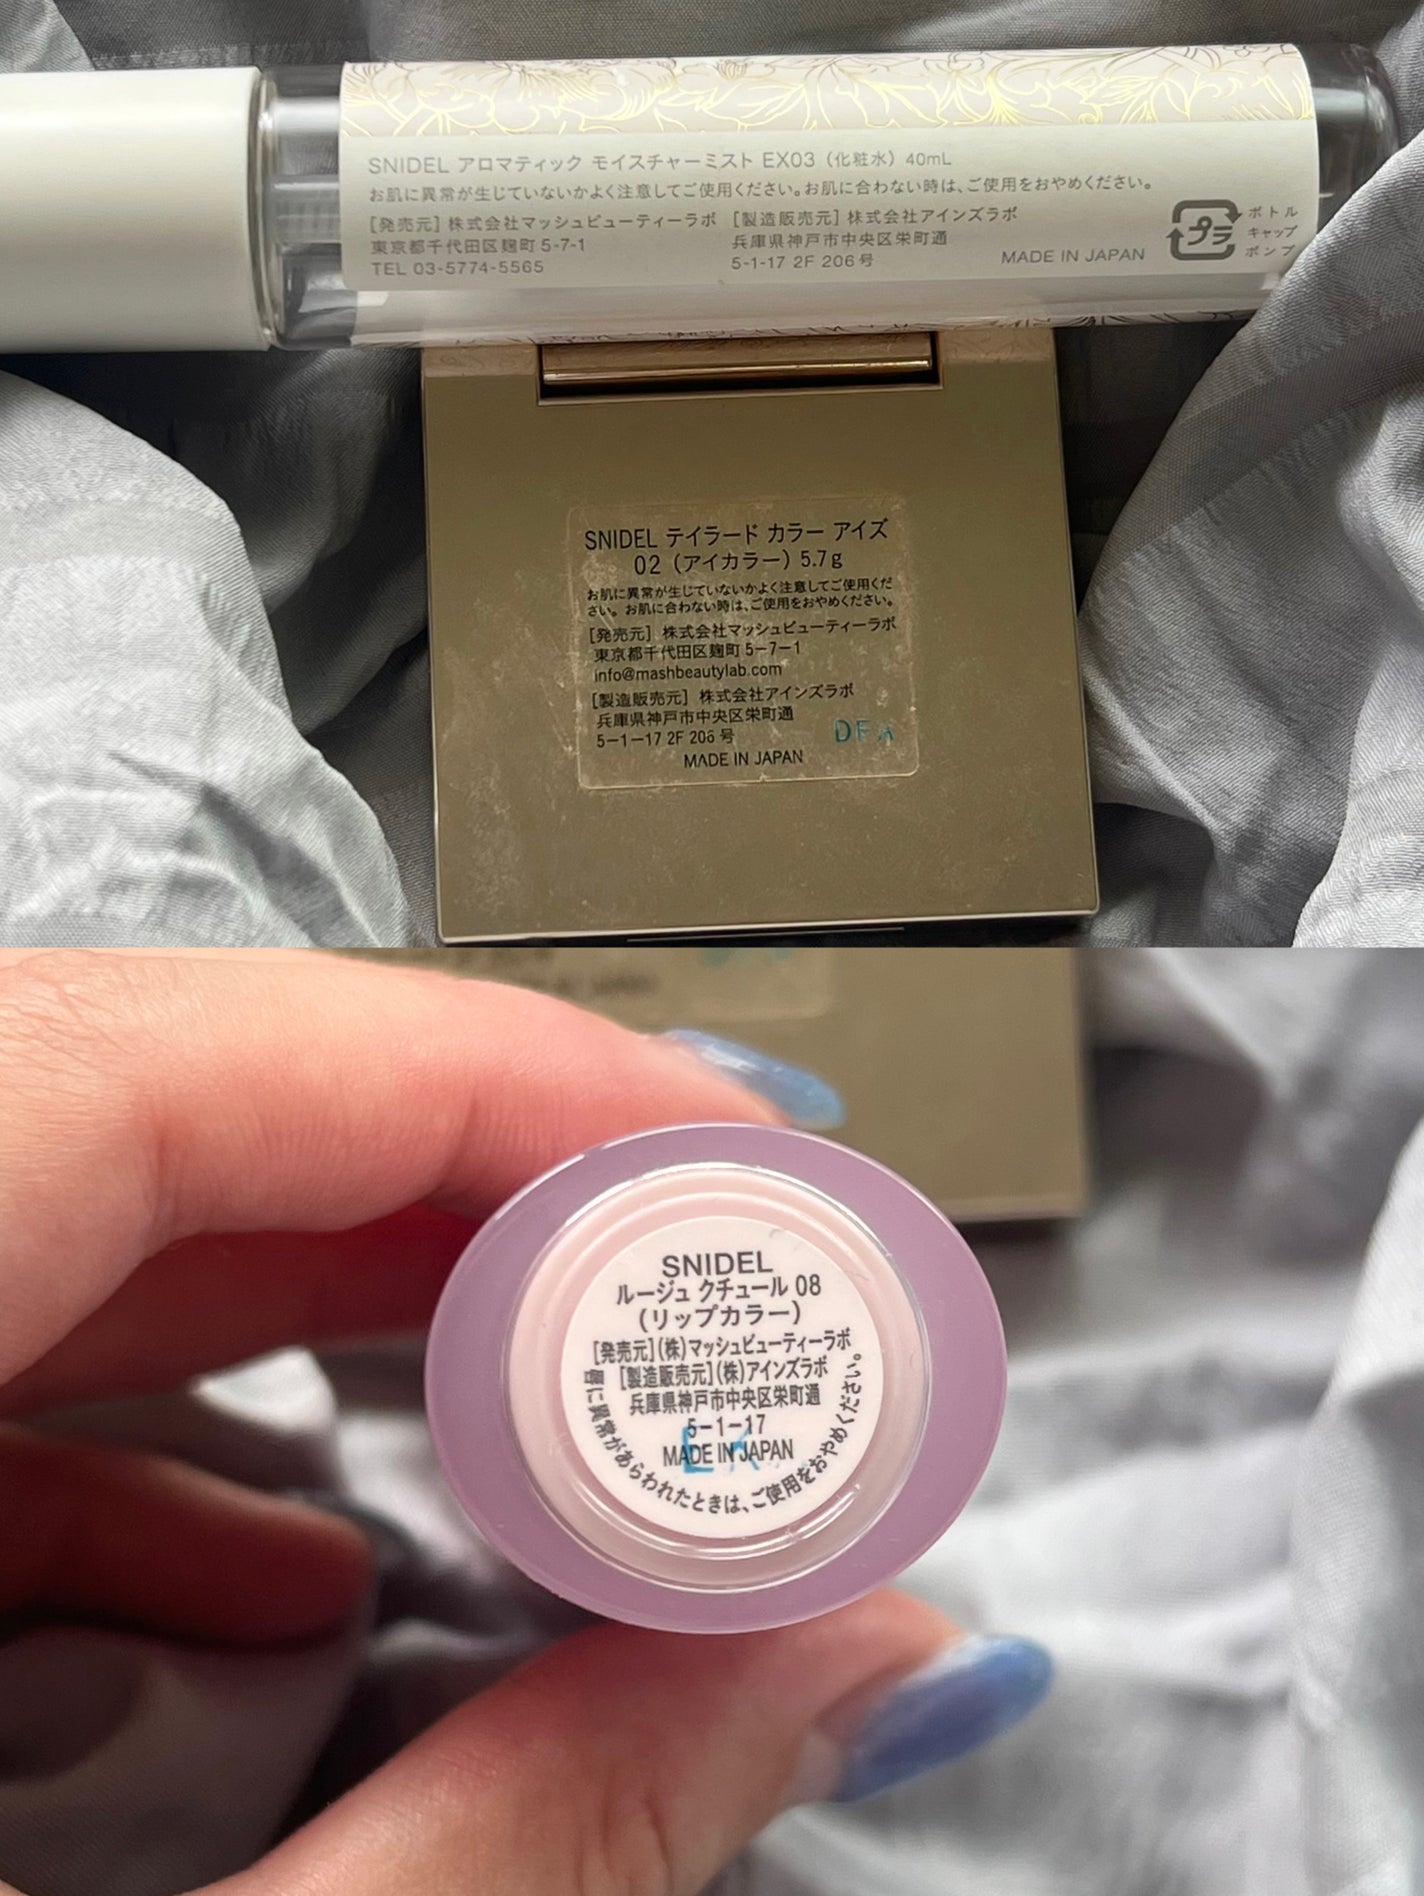 SNIDEL アロマティック モイスチャーミスト EX03（化粧水）40mL
お肌に異常が生じていないかよく注意してご使用ください。お肌に合わない時は、ご使用をおやめください。
[発売元] 株式会社マッシュビューティーラボ
東京都千代田区麹町 5-7-1
TEL 03-5774-5565
[製造販売元] 株式会社アインズラボ
兵庫県神戸市中央区栄町通
5-1-17 2F 206号
MADE IN JAPAN
プラ
ボトル
キャップ
ポンプ
SNIDEL テイラード カラー アイズ
02（アイカラー）5.7g
お肌に異常が生じていないかよく注意してご使用くだ
さい。お肌に合わない時は、ご使用をおやめください。
[発売元] 株式会社マッシュビューティーラボ
東京都千代田区麹町 5−7−1
info@mashbeautylab.com
[製造販売元] 株式会社アインズラボ
兵庫県神戸市中央区栄町通
5−1−17 2F 206号
MADE IN JAPAN
SNIDEL
ルージュ クチュール 08
（リップカラー）
[発売元]（株）マッシュビューティーラボ
[製造販売元]（株）アインズラボ
兵庫県神戸市中央区栄町通
5−1−17
MADE IN JAPAN
唇に異常があらわれたときは、ご使用をおやめください。